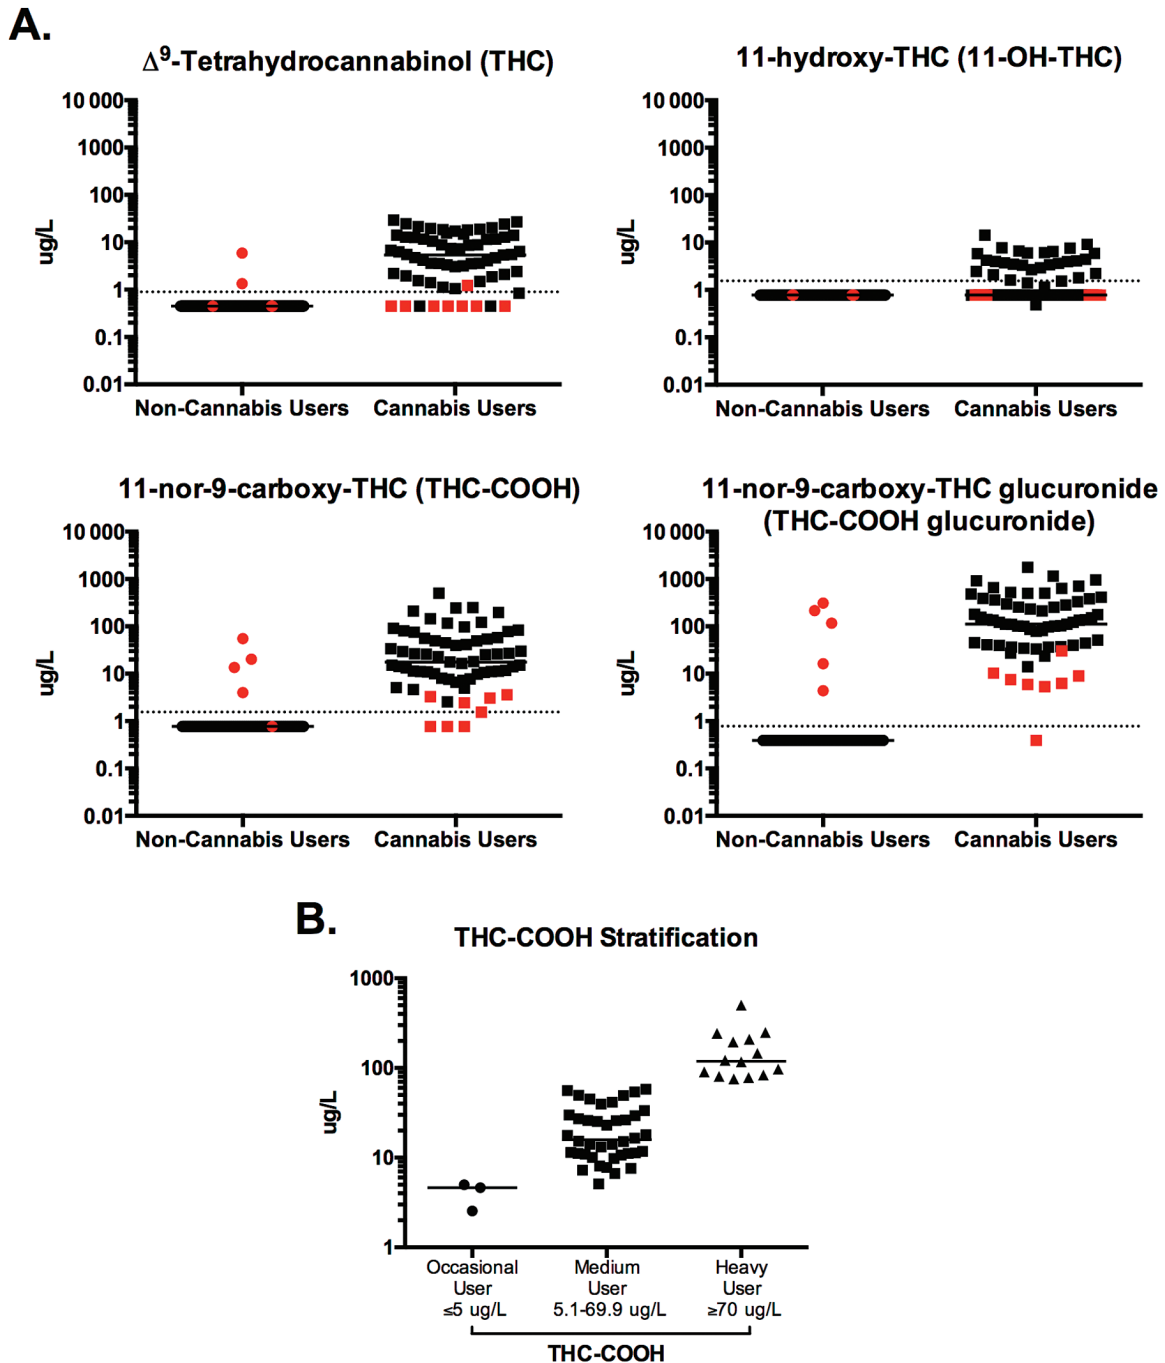 A.
Δ9-Tetrahydrocannabinol (THC)
ug/L
10 000
1000
100
10
1
0.1
0.01
Non-Cannabis Users
Cannabis Users
11-hydroxy-THC (11-OH-THC)
ug/L
10 000
1000
100
10
1
0.1
0.01
Non-Cannabis Users
Cannabis Users
11-nor-9-carboxy-THC (THC-COOH)
ug/L
10 000
1000
100
10
1
0.1
0.01
Non-Cannabis Users
Cannabis Users
11-nor-9-carboxy-THC glucuronide
(THC-COOH glucuronide)
ug/L
10 000
1000
100
10
1
0.1
0.01
Non-Cannabis Users
Cannabis Users
B.
THC-COOH Stratification
ug/L
1000
100
10
1
Occasional
User
≤5 ug/L
Medium
User
5.1-69.9 ug/L
Heavy
User
≥70 ug/L
THC-COOH